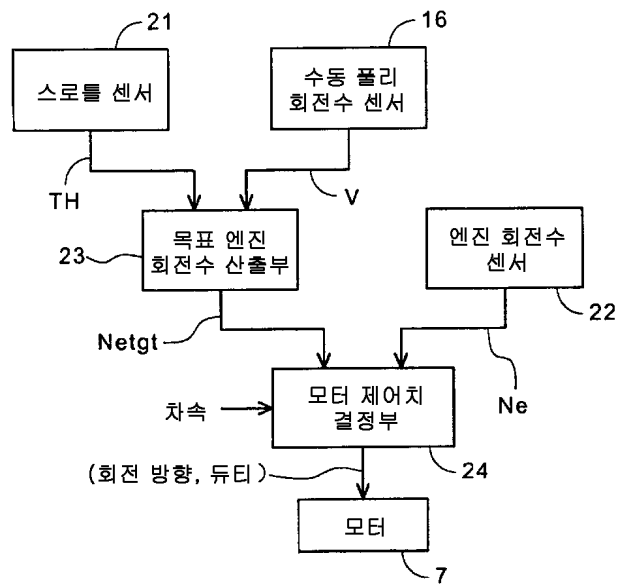 21
16
스로틀 센서
수동 풀리
회전수 센서
TH
V
23
목표 엔진
회전수 산출부
엔진 회전수
센서
22
Netgt
Ne
차속
모터 제어치
결정부
24
(회전 방향, 듀티)
모터
7